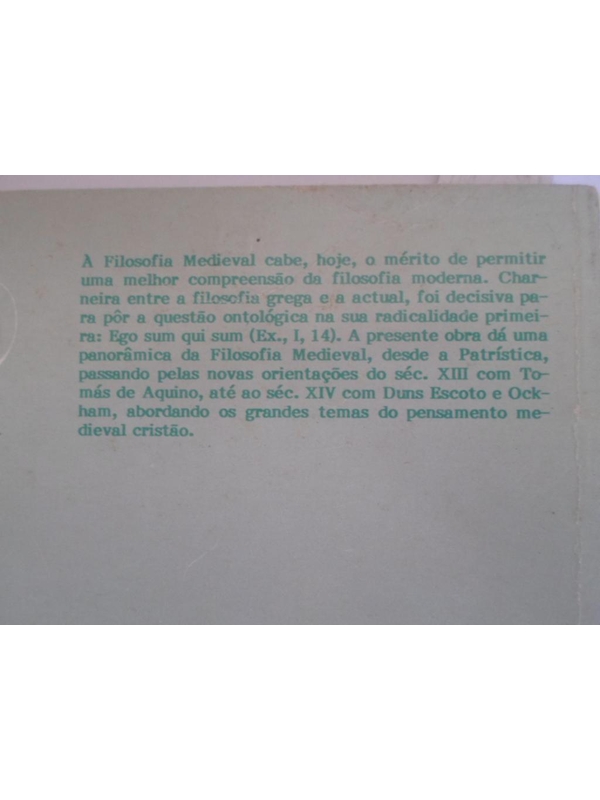 À Filosofia Medieval cabe, hoje, o mérito de permitir
uma melhor compreensão da filosofia moderna. Char-
neira entre a filosofia grega e a actual, foi decisiva pa-
ra pôr a questão ontológica na sua radicalidade primei-
ra: Ego sum qui sum (Ex., I, 14). A presente obra dá uma
panorâmica da Filosofia Medieval, desde a Patrística,
passando pelas novas orientações do séc. XIII com To-
más de Aquino, até ao séc. XIV com Duns Escoto e Ock-
ham, abordando os grandes temas do pensamento me-
dieval cristão.